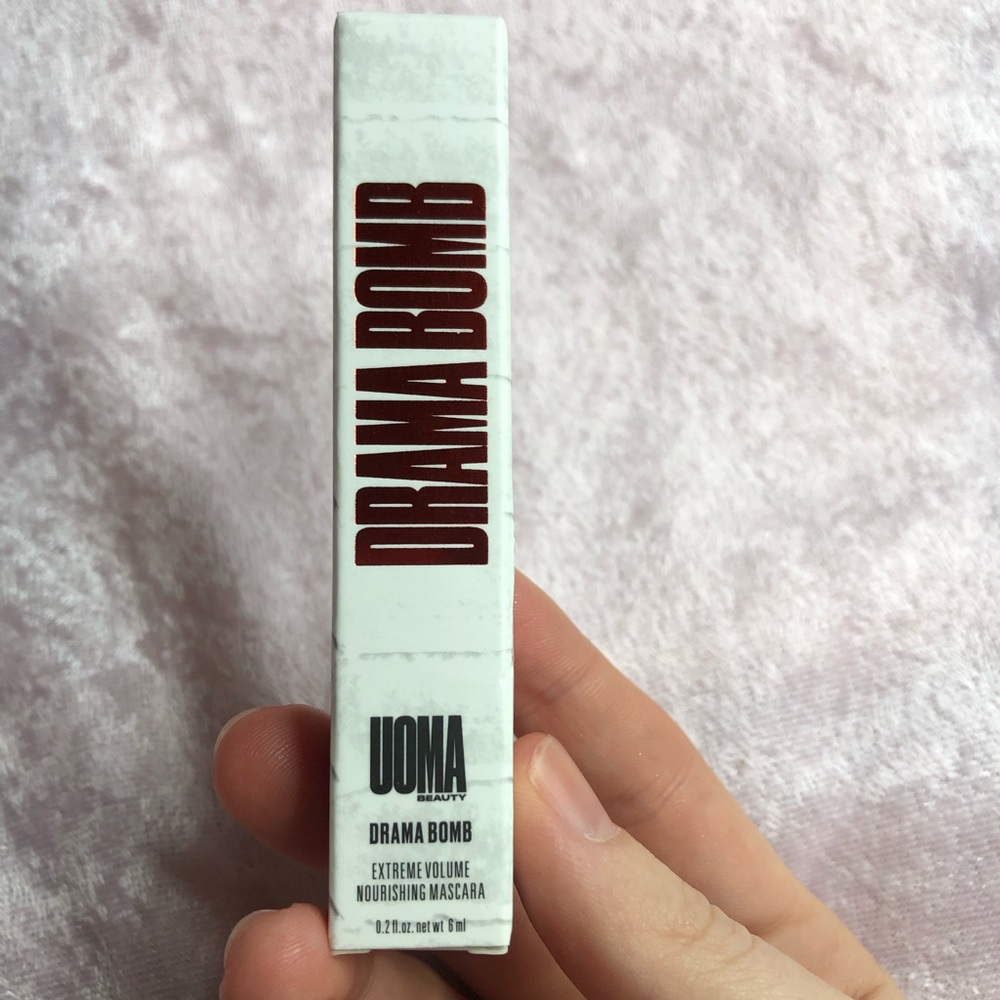 DRAMA BOMB
UOMA
BEAUTY
DRAMA BOMB
EXTREME VOLUME
NOURISHING MASCARA
0.2 fl.oz. net wt 6 ml